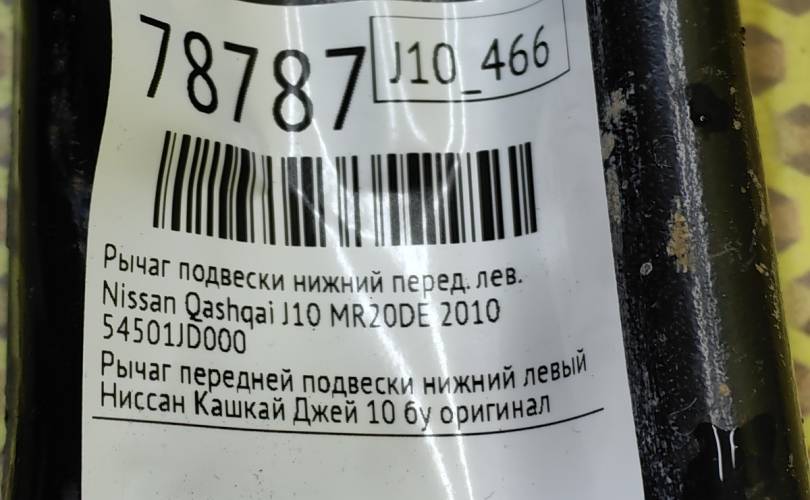 78787 J10_466
Рычаг подвески нижний перед. лев.
Nissan Qashqai J10 MR20DE 2010
54501JD000
Рычаг передней подвески нижний левый
Ниссан Кашкай Джей 10 бу оригинал